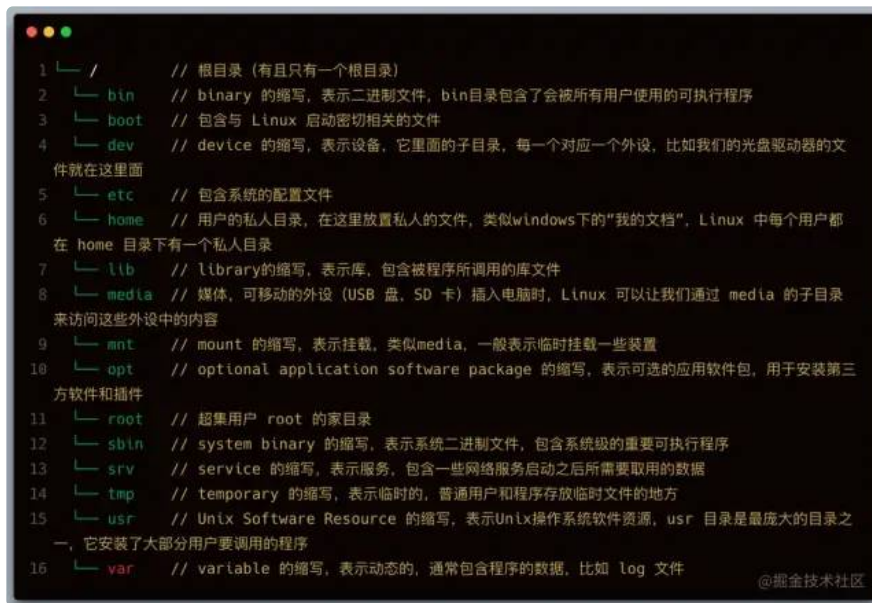 1 └── /        // 根目录（有且只有一个根目录）
2   └── bin    // binary 的缩写，表示二进制文件，bin目录包含了会被所有用户使用的可执行程序
3   └── boot   // 包含与 Linux 启动密切相关的文件
4   └── dev    // device 的缩写，表示设备，它里面的子目录，每一个对应一个外设，比如我们的光盘驱动器的文
件就在这里面
5   └── etc    // 包含系统的配置文件
6   └── home   // 用户的私人目录，在这里放置私人的文件，类似windows下的“我的文档”，Linux 中每个用户都
在 home 目录下有一个私人目录
7   └── lib    // library的缩写，表示库，包含被程序所调用的库文件
8   └── media  // 媒体，可移动的外设（USB 盘，SD 卡）插入电脑时，Linux 可以让我们通过 media 的子目录
来访问这些外设中的内容
9   └── mnt    // mount 的缩写，表示挂载，类似media，一般表示临时挂载一些装置
10  └── opt    // optional application software package 的缩写，表示可选的应用软件包，用于安装第三
方软件和插件
11  └── root   // 超集用户 root 的家目录
12  └── sbin   // system binary 的缩写，表示系统二进制文件，包含系统级的重要可执行程序
13  └── srv    // service 的缩写，表示服务，包含一些网络服务启动之后所需要取用的数据
14  └── tmp    // temporary 的缩写，表示临时的，普通用户和程序存放临时文件的地方
15  └── usr    // Unix Software Resource 的缩写，表示Unix操作系统软件资源，usr 目录是最庞大的目录之
一，它安装了大部分用户要调用的程序
16  └── var    // variable 的缩写，表示动态的，通常包含程序的数据，比如 log 文件
@掘金技术社区